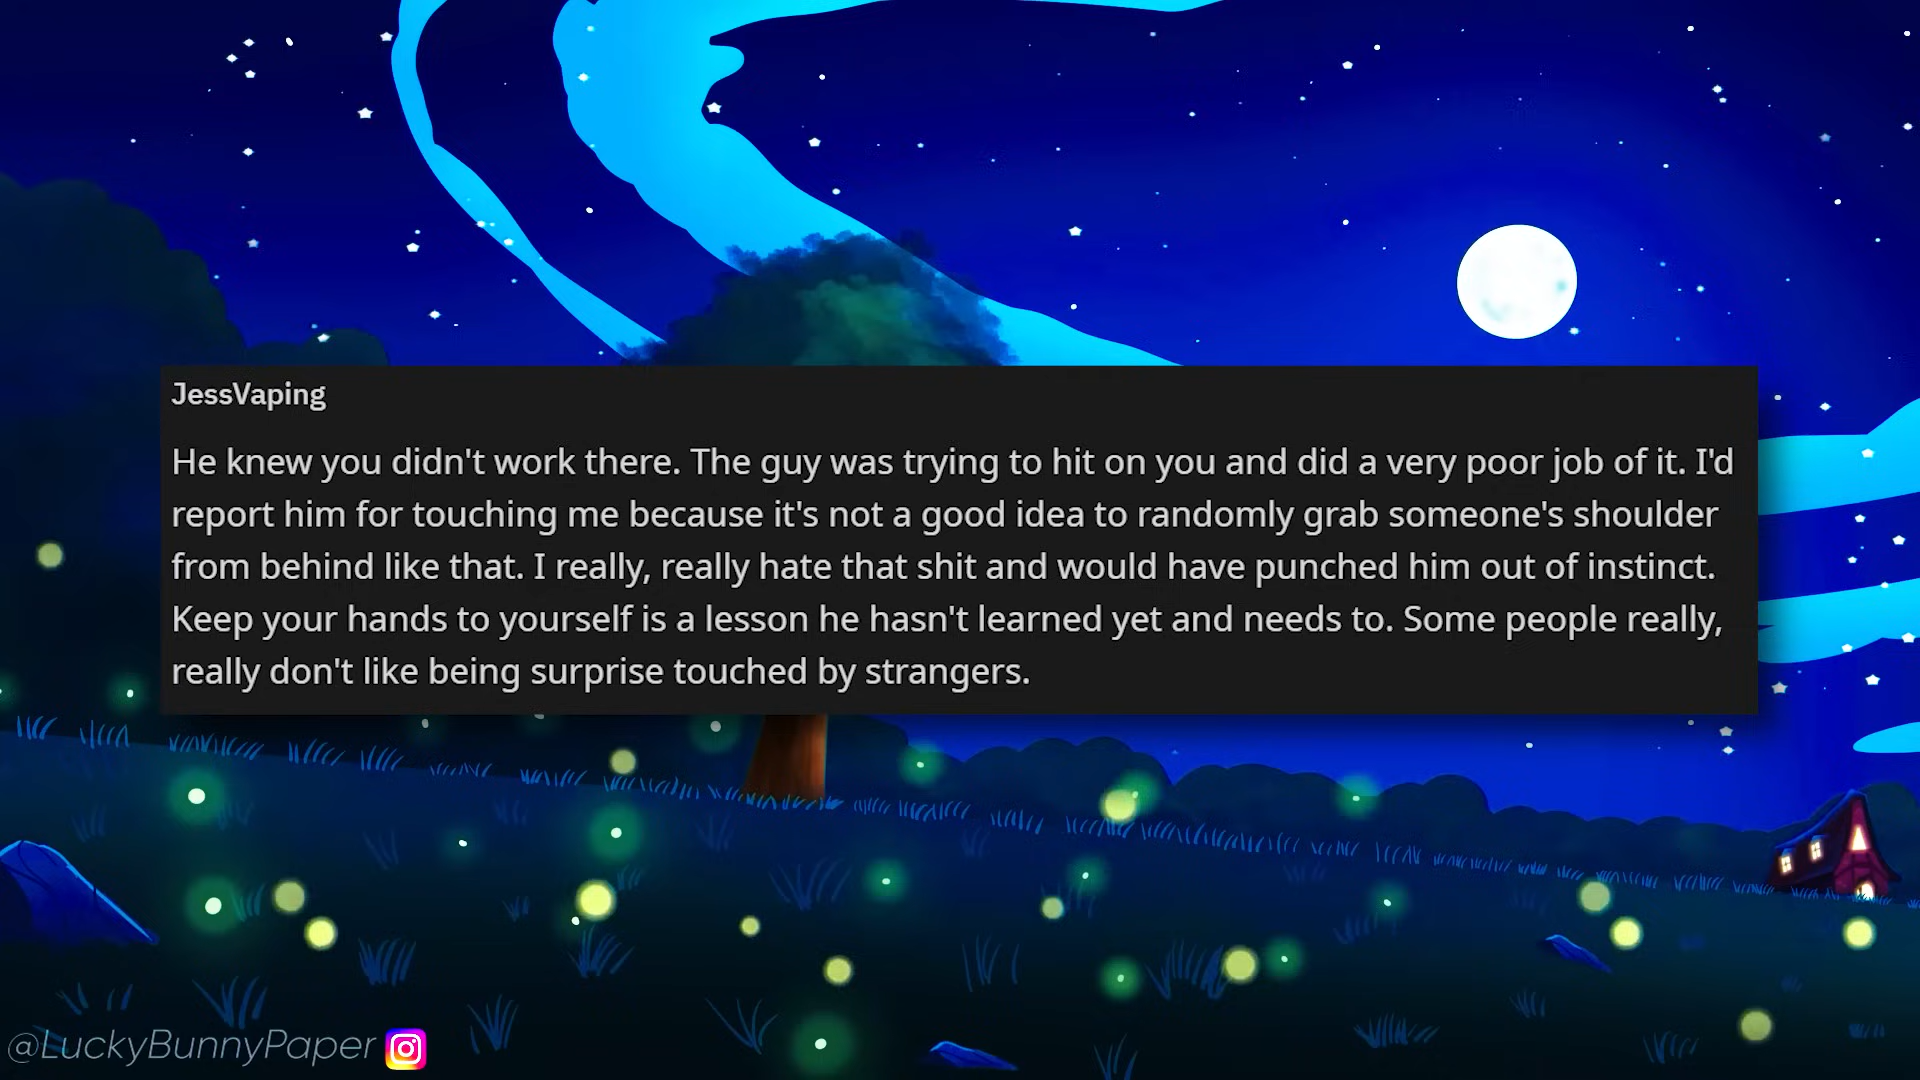 JessVaping
He knew you didn't work there. The guy was trying to hit on you and did a very poor job of it. I'd
report him for touching me because it's not a good idea to randomly grab someone's shoulder
from behind like that. I really, really hate that shit and would have punched him out of instinct.
Keep your hands to yourself is a lesson he hasn't learned yet and needs to. Some people really,
really don't like being surprise touched by strangers.
@LuckyBunnyPaper